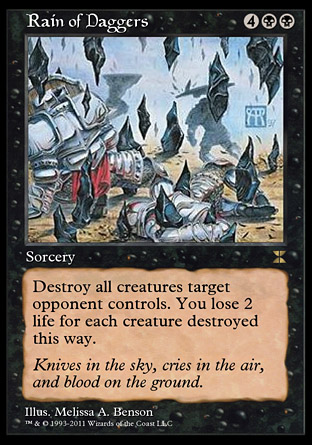 Rain of Daggers 4
Sorcery
Destroy all creatures target
opponent controls. You lose 2
life for each creature destroyed
this way.
Knives in the sky, cries in the air,
and blood on the ground.
Illus. Melissa A. Benson
™ & © 1993-2011 Wizards of the Coast LLC